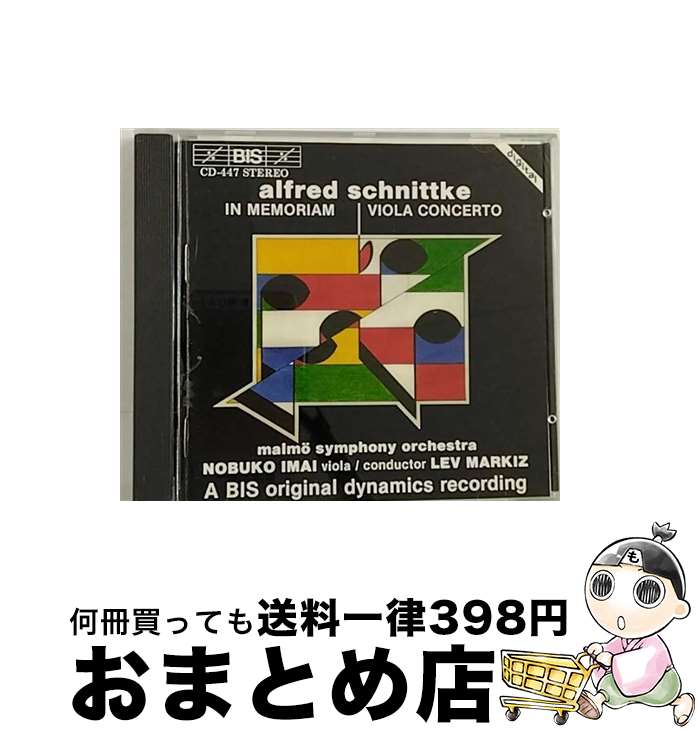 BIS
CD-447 STEREO
digital
alfred schnittke
IN MEMORIAM VIOLA CONCERTO
malmö symphony orchestra
NOBUKO IMAI viola / conductor LEV MARKIZ
A BIS original dynamics recording
も
何冊買っても送料一律398円
おまとめ店